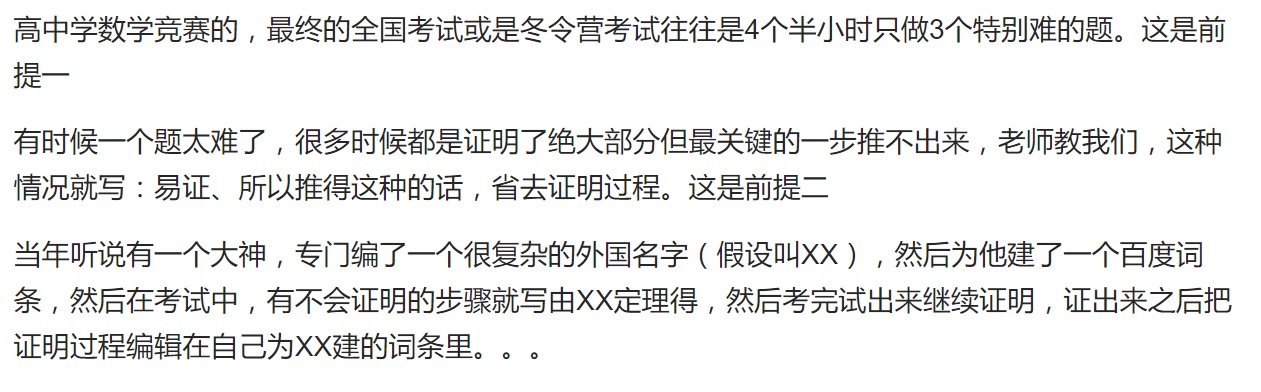 高中学数学竞赛的，最终的全国考试或是冬令营考试往往是4个半小时只做3个特别难的题。这是前
提一
有时候一个题太难了，很多时候都是证明了绝大部分但最关键的一步推不出来，老师教我们，这种
情况就写：易证、所以推得这种的话，省去证明过程。这是前提二
当年听说有一个大神，专门编了一个很复杂的外国名字（假设叫XX），然后为他建了一个百度词
条，然后在考试中，有不会证明的步骤就写由XX定理得，然后考完试出来继续证明，证出来之后把
证明过程编辑在自己为XX建的词条里。。。